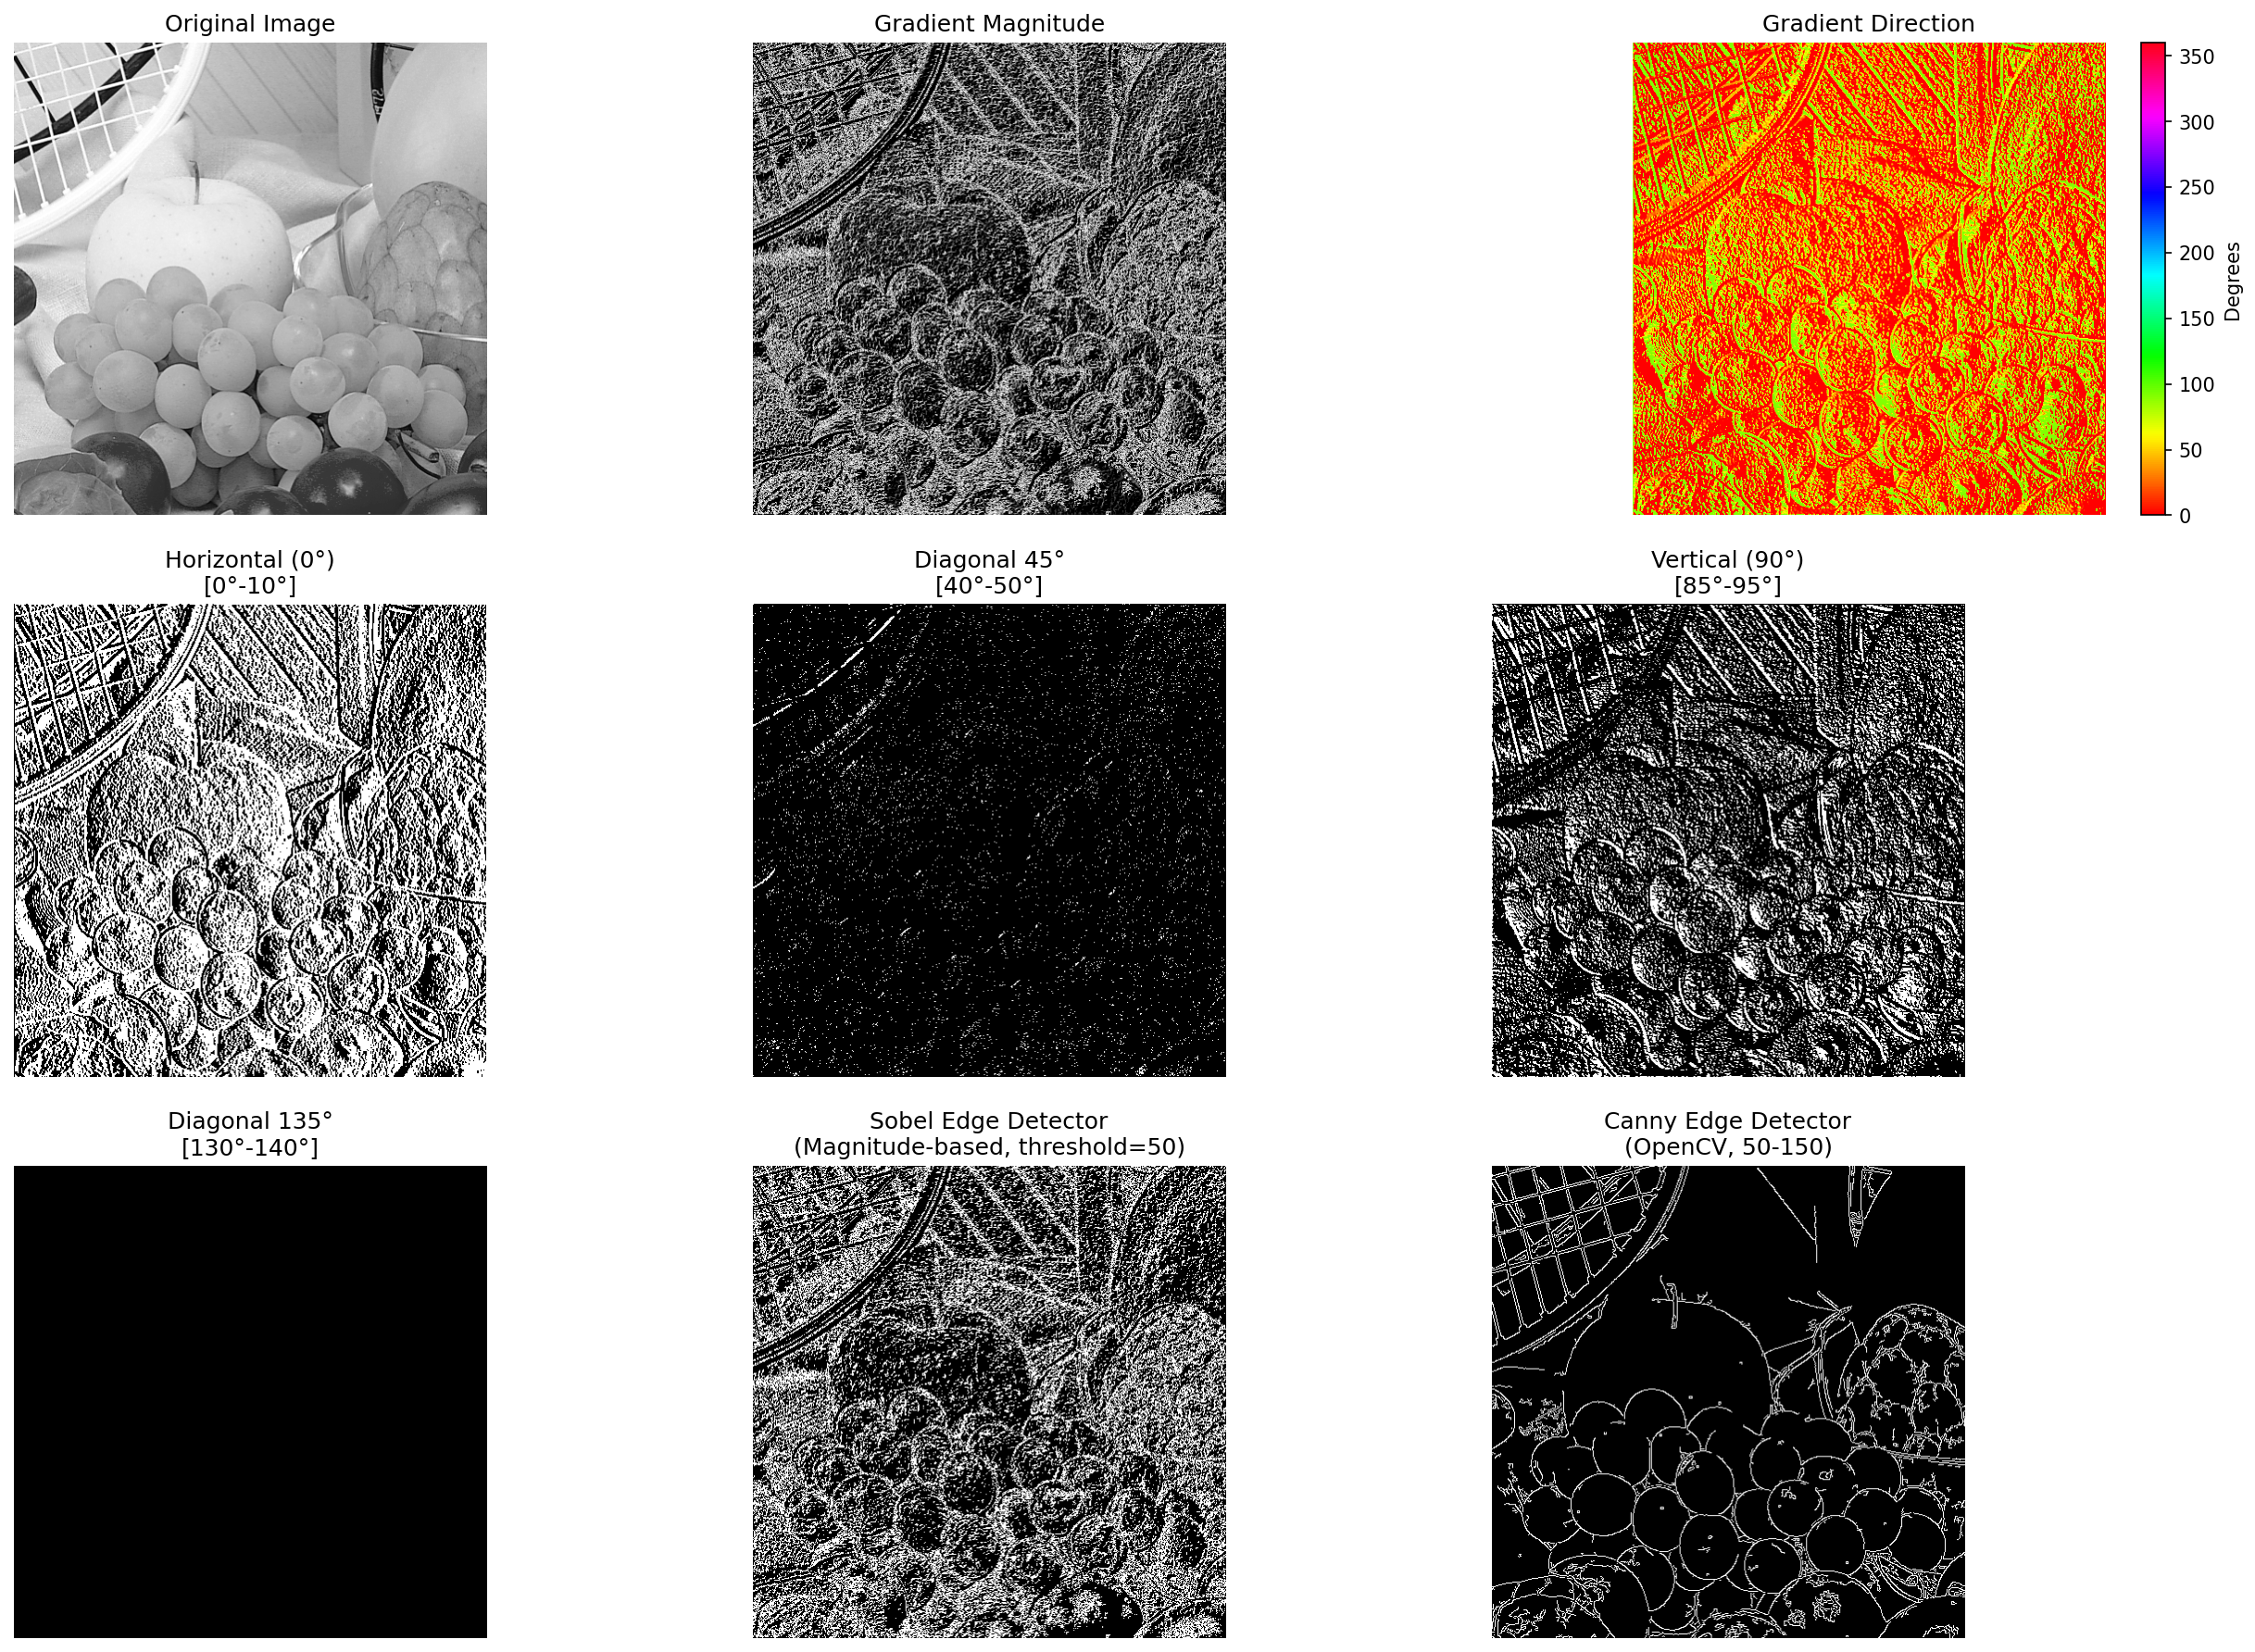 Original Image
Gradient Magnitude
Gradient Direction
350
300
250
200
150
100
50
0
Degrees
Horizontal (0°)
[0°-10°]
Diagonal 45°
[40°-50°]
Vertical (90°)
[85°-95°]
Diagonal 135°
[130°-140°]
Sobel Edge Detector
(Magnitude-based, threshold=50)
Canny Edge Detector
(OpenCV, 50-150)